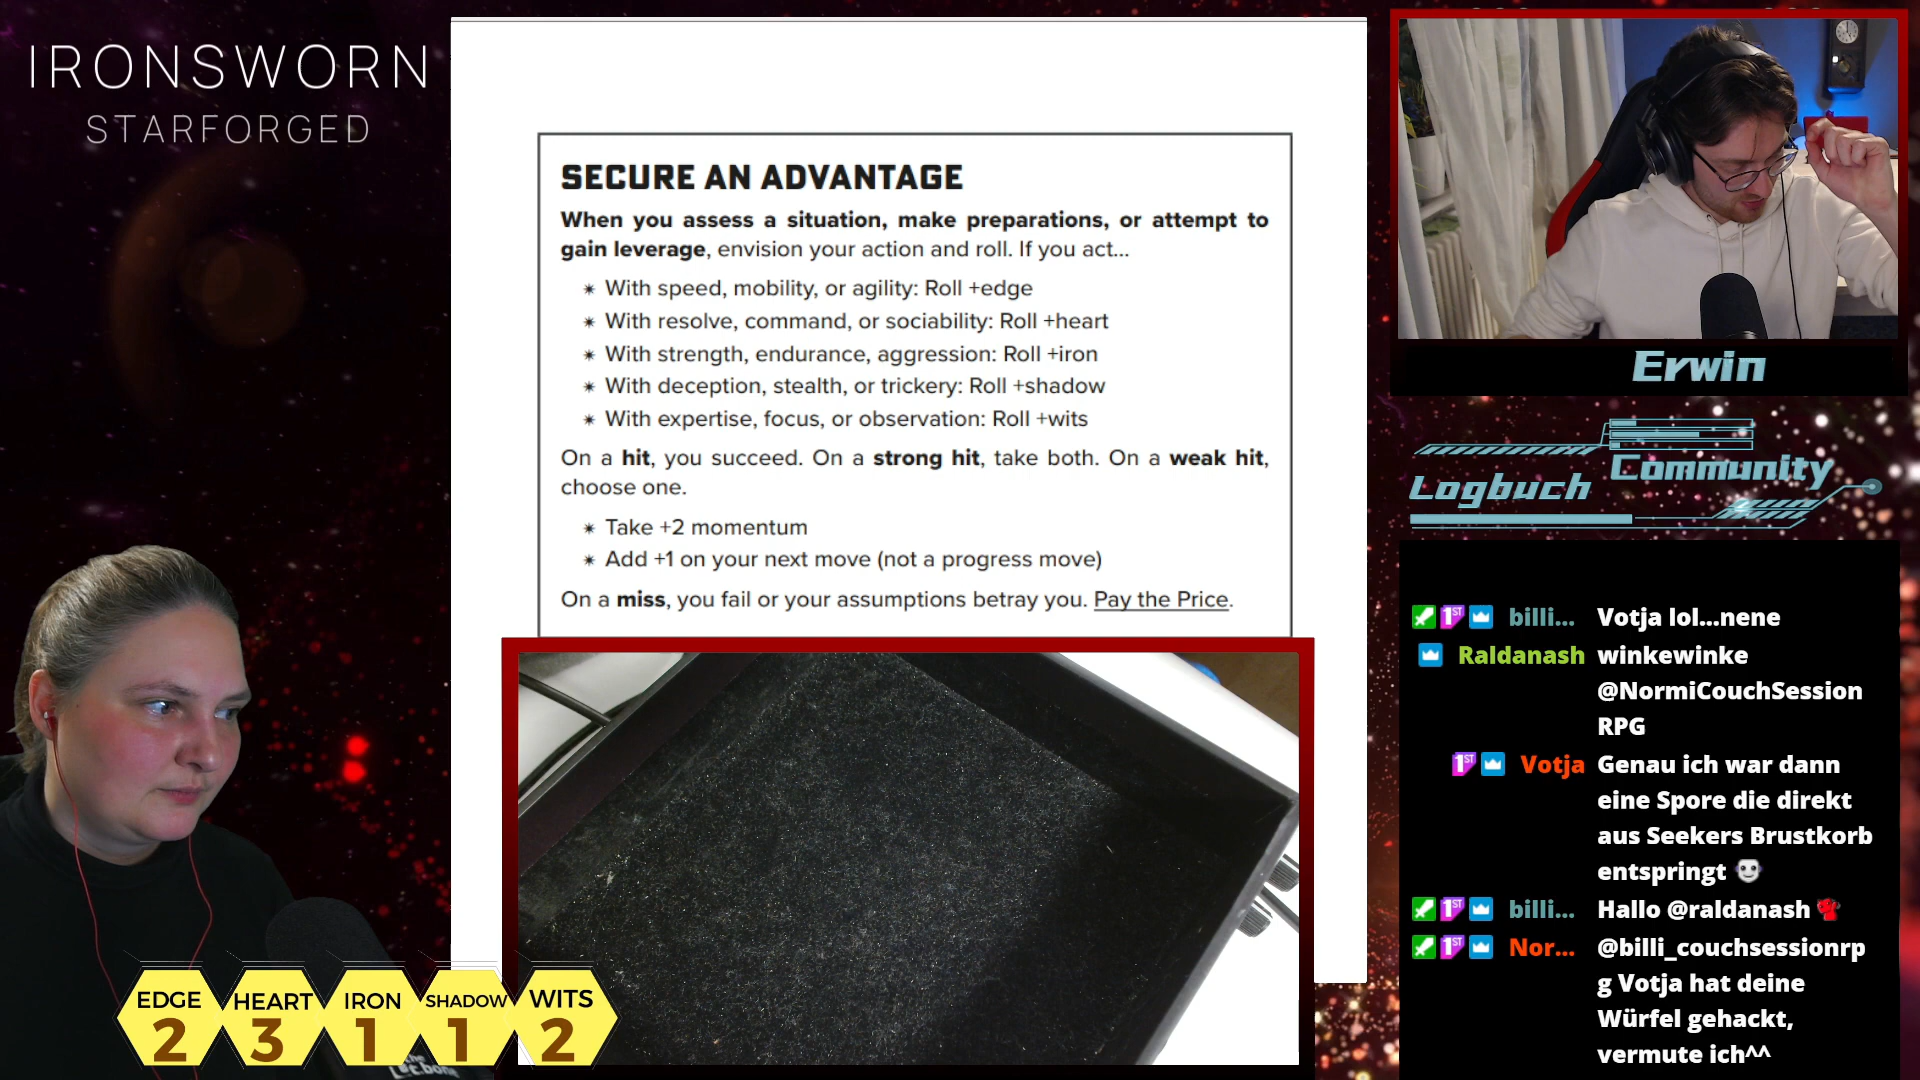 IRONSWORN
STARFORGED
SECURE AN ADVANTAGE
When you assess a situation, make preparations, or attempt to
gain leverage, envision your action and roll. If you act...
✴ With speed, mobility, or agility: Roll +edge
✴ With resolve, command, or sociability: Roll +heart
✴ With strength, endurance, aggression: Roll +iron
✴ With deception, stealth, or trickery: Roll +shadow
✴ With expertise, focus, or observation: Roll +wits
On a hit, you succeed. On a strong hit, take both. On a weak hit,
choose one.
✴ Take +2 momentum
✴ Add +1 on your next move (not a progress move)
On a miss, you fail or your assumptions betray you. Pay the Price.
EDGE
2
HEART
3
IRON
1
SHADOW
1
WITS
2
Erwin
Community
Logbuch
billi... Votja lol...nene
Raldanash winkewinke
@NormiCouchSession
RPG
Votja Genau ich war dann
eine Spore die direkt
aus Seekers Brustkorb
entspringt
billi... Hallo @raldanash
Nor... @billi_couchsessionrp
g Votja hat deine
Würfel gehackt,
vermute ich^^